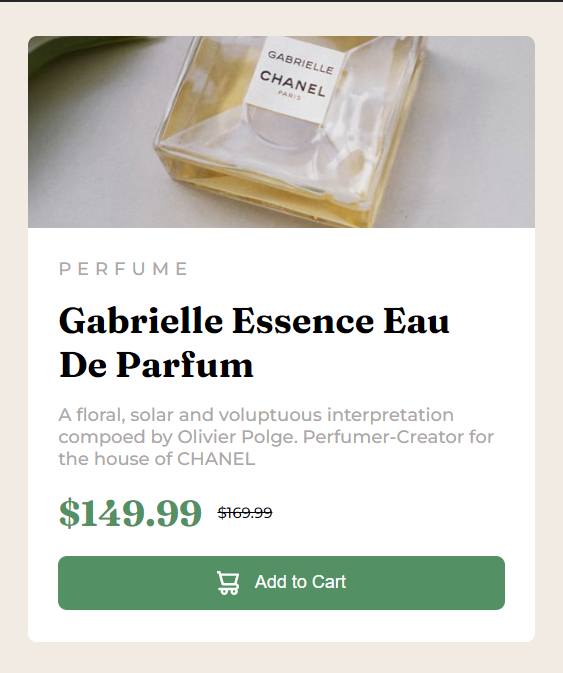 GABRIELLE
CHANEL
PARIS
PERFUME
Gabrielle Essence Eau
De Parfum
A floral, solar and voluptuous interpretation
compoed by Olivier Polge. Perfumer-Creator for
the house of CHANEL
$149.99 $169.99
Add to Cart